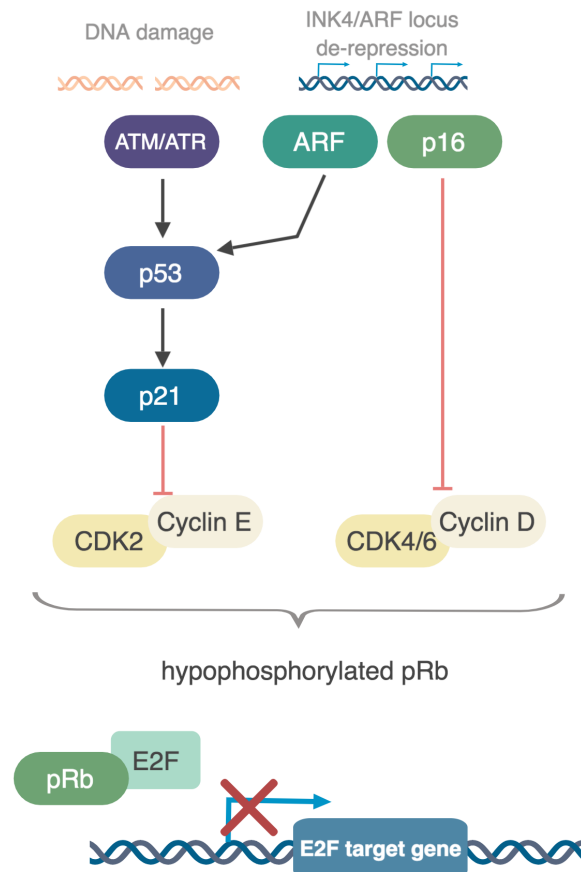 DNA damage
INK4/ARF locus
de-repression
ATM/ATR
ARF
p16
p53
p21
CDK2
Cyclin E
CDK4/6
Cyclin D
hypophosphorylated pRb
pRb
E2F
E2F target gene